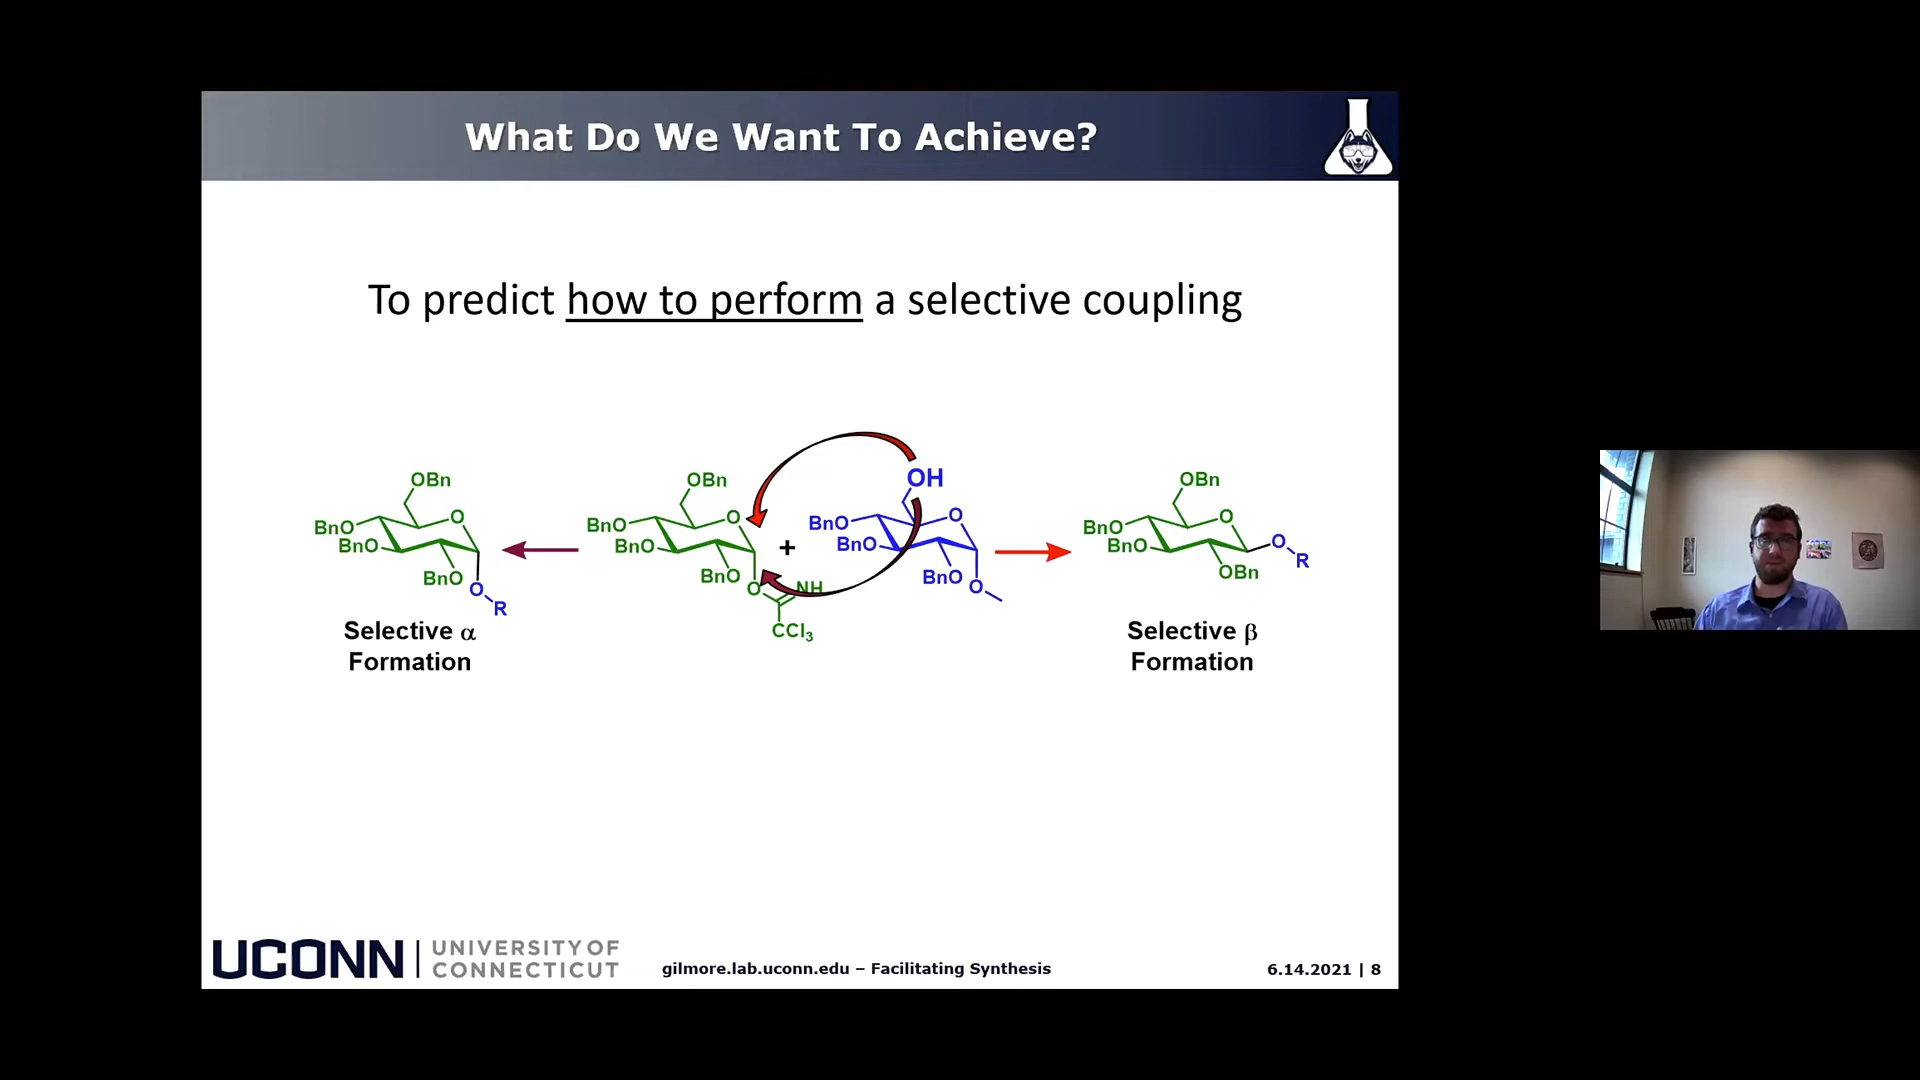 What Do We Want To Achieve?
To predict how to perform a selective coupling
OBn
O
BnO
BnO
BnO
O
R
Selective α
Formation
OBn
O
BnO
BnO
BnO
O
NH
CCl3
+
OH
O
BnO
BnO
BnO
O
OBn
O
BnO
BnO
OBn
O
R
Selective β
Formation
UCONN
UNIVERSITY OF
CONNECTICUT
gilmore.lab.uconn.edu – Facilitating Synthesis
6.14.2021 | 8